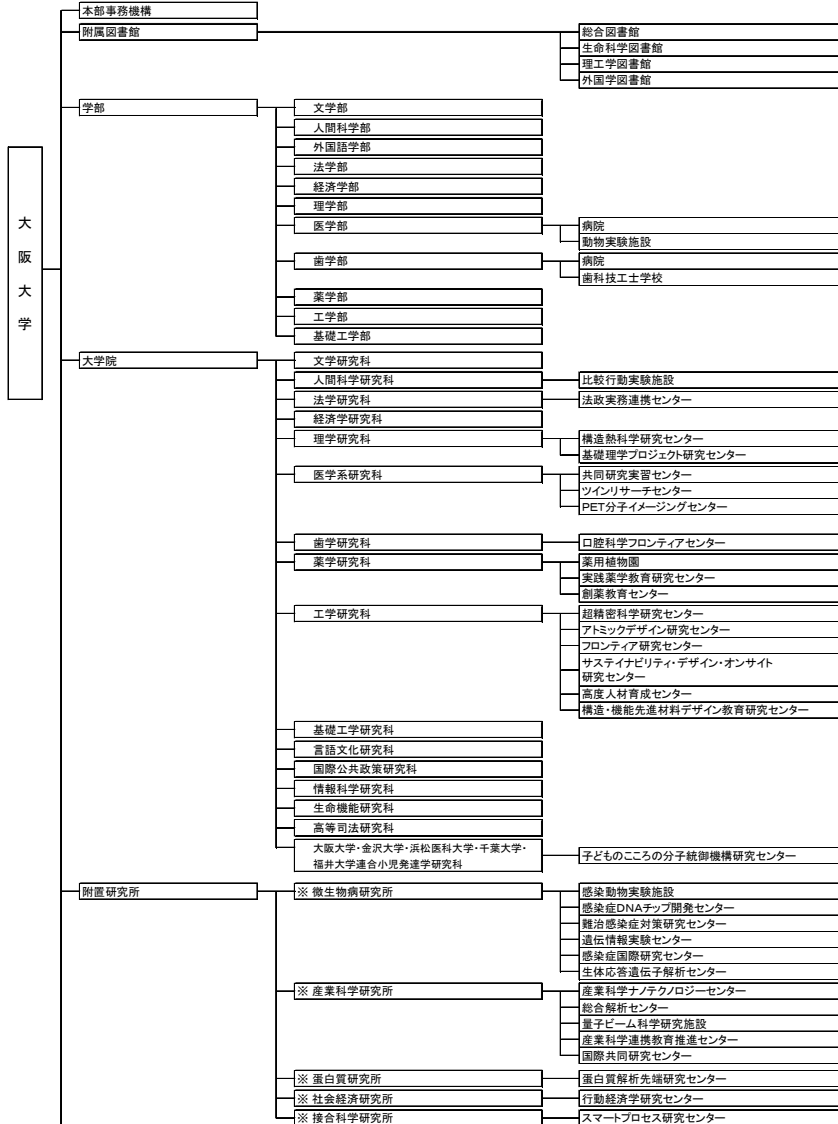 本部事務機構
附属図書館
総合図書館
生命科学図書館
理工学図書館
外国学図書館
学部
文学部
人間科学部
外国語学部
法学部
経済学部
理学部
医学部
病院
動物実験施設
歯学部
病院
歯科技工士学校
薬学部
工学部
基礎工学部
大
阪
大
学
大学院
文学研究科
人間科学研究科
比較行動実験施設
法学研究科
法政実務連携センター
経済学研究科
理学研究科
構造熱科学研究センター
基礎理学プロジェクト研究センター
医学系研究科
共同研究実習センター
ツインリサーチセンター
PET分子イメージングセンター
歯学研究科
口腔科学フロンティアセンター
薬学研究科
薬用植物園
実践薬学教育研究センター
創薬教育センター
工学研究科
超精密科学研究センター
アトミックデザイン研究センター
フロンティア研究センター
サステイナビリティ・デザイン・オンサイト
研究センター
高度人材育成センター
構造・機能先進材料デザイン教育研究センター
基礎工学研究科
言語文化研究科
国際公共政策研究科
情報科学研究科
生命機能研究科
高等司法研究科
大阪大学・金沢大学・浜松医科大学・千葉大学・
福井大学連合小児発達学研究科
子どものこころの分子統御機構研究センター
附置研究所
※ 微生物病研究所
感染動物実験施設
感染症DNAチップ開発センター
難治感染症対策研究センター
遺伝情報実験センター
感染症国際研究センター
生体応答遺伝子解析センター
※ 産業科学研究所
産業科学ナノテクノロジーセンター
総合解析センター
量子ビーム科学研究施設
産業科学連携教育推進センター
国際共同研究センター
※ 蛋白質研究所
蛋白質解析先端研究センター
※ 社会経済研究所
行動経済学研究センター
※ 接合科学研究所
スマートプロセス研究センター